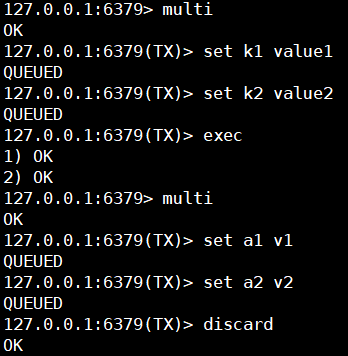 127.0.0.1:6379> multi
OK
127.0.0.1:6379(TX)> set k1 value1
QUEUED
127.0.0.1:6379(TX)> set k2 value2
QUEUED
127.0.0.1:6379(TX)> exec
1) OK
2) OK
127.0.0.1:6379> multi
OK
127.0.0.1:6379(TX)> set a1 v1
QUEUED
127.0.0.1:6379(TX)> set a2 v2
QUEUED
127.0.0.1:6379(TX)> discard
OK